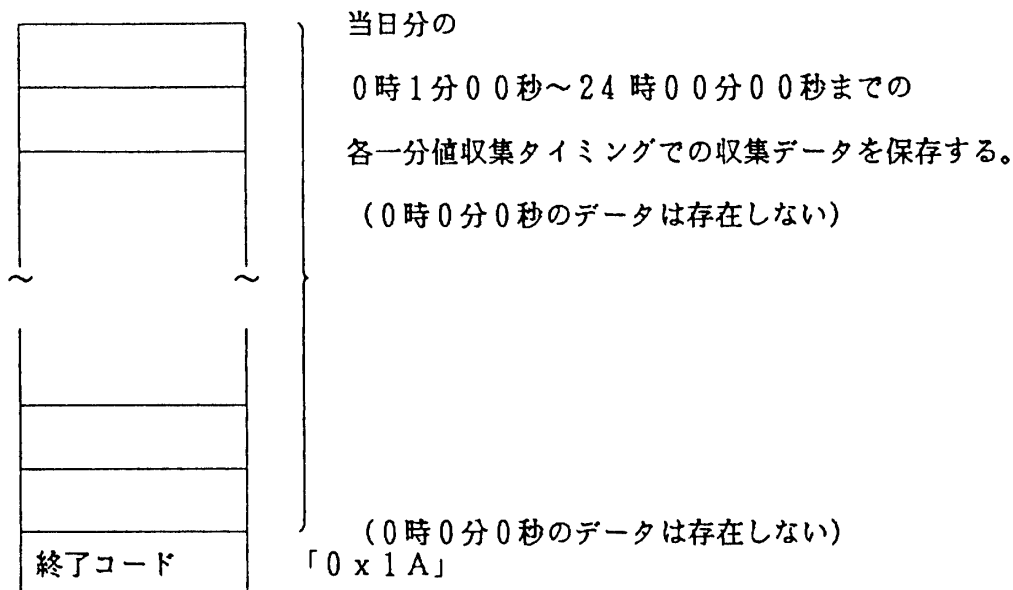 当日分の
0時1分00秒～24時00分00秒までの
各一分値収集タイミングでの収集データを保存する。
(0時0分0秒のデータは存在しない)
～ ～
(0時0分0秒のデータは存在しない)
終了コード 「0x1A」